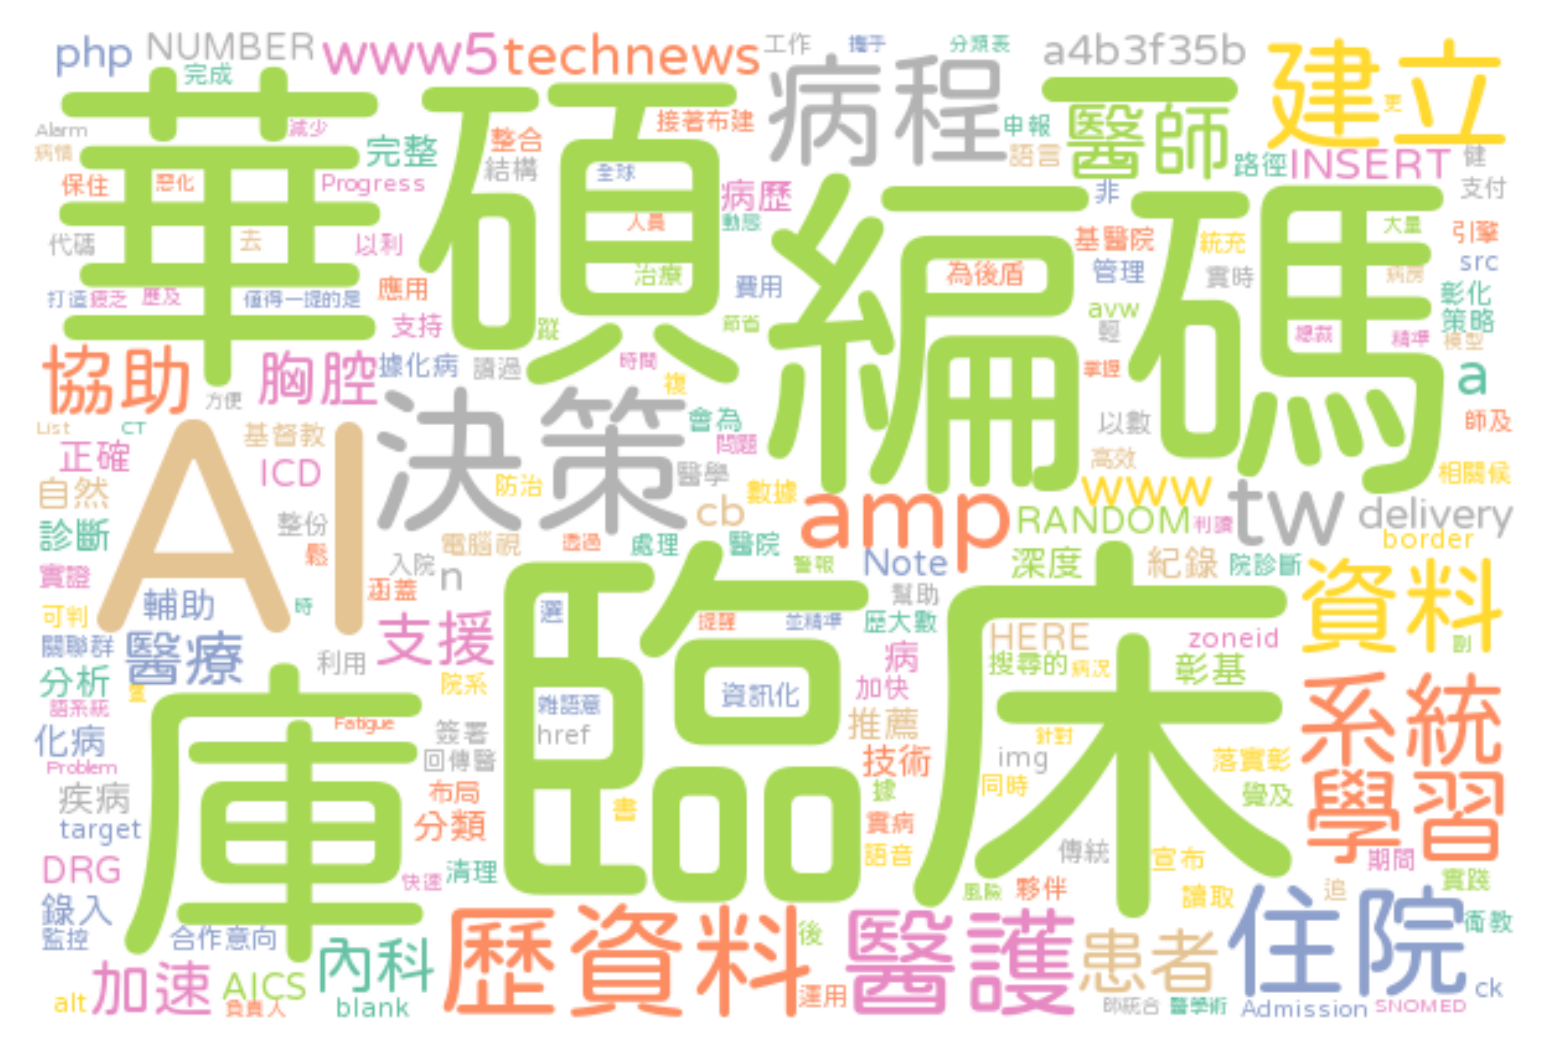 php
NUMBER
www5
technews
工作
攜手
分類表
a4b3f35b
建立
更
完成
華碩
病程
醫師
Alarm
病情
減少
完整
整合
結構
接著布建
申報
語言
路徑
INSERT
健
保住
惡化
Progress
全球
病歷
非
支付
代碼
去
以利
人員
動態
編碼
基醫院
統充
大量
引擎
打造
疲乏
應及
值得一提的是
應用
治療
費用
為後盾
管理
實時
src
病房
彰化
支持
蹤
節省
avw
輕
總裁
精準
策略
模型
協助
胸腔
據化病
讀過
時間
複
掌握
a
方便
List
CT
基督教
決策
會為
問題
以數
師及
正確
ICD
AI
防治
醫學
高效
相關候
自然
整份
cb
數據
amp
www
tw
delivery
診斷
鬆
電腦視
透過
處理
醫院
RANDOM
判讀
border
實證
入院
n
涵蓋
警報
Note
深度
紀錄
院診斷
資料
可判
輔助
時
選
提醒
並精準
幫助
歷大數
臨床
關聯群
醫療
利用
支援
HERE
zoneid
副
分析
院系
資訊化
病
搜尋的
病況
彰基
語系統
庫
Fatigue
雜語意
加快
系統
化病
簽署
href
推薦
針對
Problem
回傳醫
技術
img
落實彰
疾病
布局
書
據
同時
覺及
學習
target
分類
實病
DRG
快速
清理
語音
傳統
宣布
期間
實踐
錄入
風險
夥伴
讀取
追
監控
合作意向
內科
歷資料
後
醫護
患者
住院
衛教
加速
AICS
alt
負責人
blank
運用
師統合
醫學術
Admission
SNOMED
ck